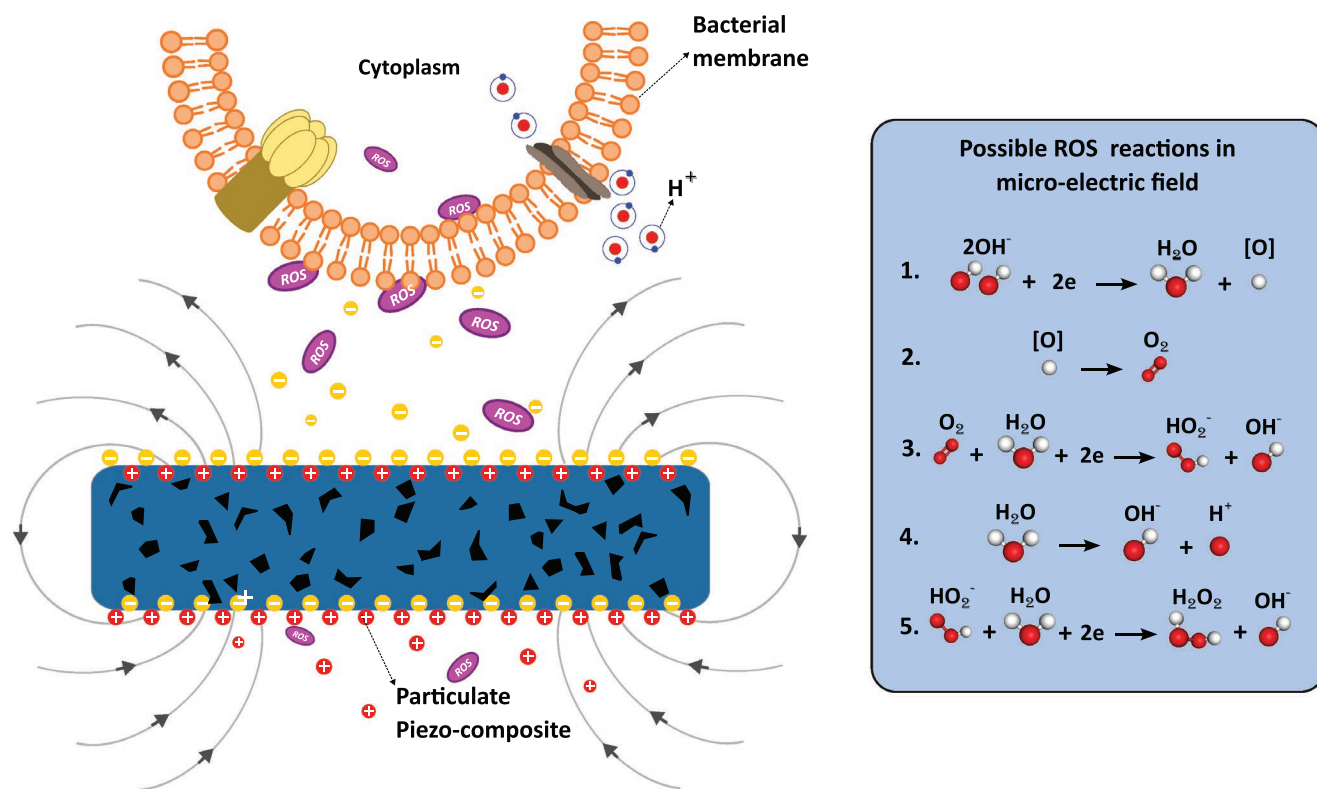 Bacterial
membrane
Cytoplasm
ROS
ROS
H⁺
ROS
ROS
ROS
ROS
ROS
ROS
ROS
Particulate
Piezo-composite
Possible ROS reactions in
micro-electric field
1. 2OH⁻ + 2e → H₂O + [O]
2. [O] → O₂
3. O₂ + H₂O + 2e → HO₂⁻ + OH⁻
4. H₂O → OH⁻ + H⁺
5. HO₂⁻ + H₂O + 2e → H₂O₂ + OH⁻